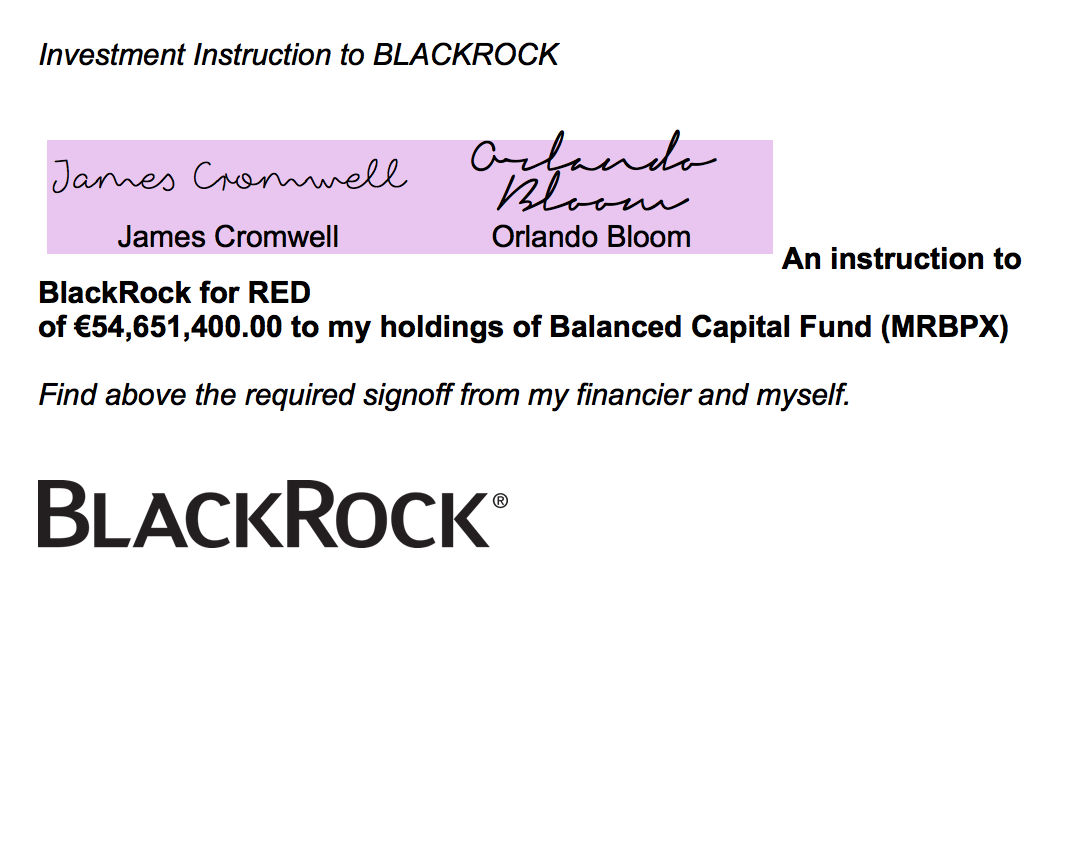 Investment Instruction to BLACKROCK
James Cromwell
Orlando
Bloom
James Cromwell
Orlando Bloom
An instruction to
BlackRock for RED
of €54,651,400.00 to my holdings of Balanced Capital Fund (MRBPX)
Find above the required signoff from my financier and myself.
BLACKROCK®